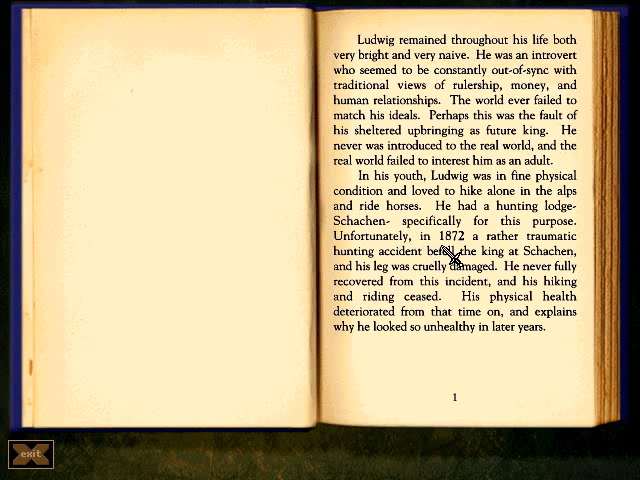 Ludwig remained throughout his life both
very bright and very naive. He was an introvert
who seemed to be constantly out-of-sync with
traditional views of rulership, money, and
human relationships. The world ever failed to
match his ideals. Perhaps this was the fault of
his sheltered upbringing as future king. He
never was introduced to the real world, and the
real world failed to interest him as an adult.
In his youth, Ludwig was in fine physical
condition and loved to hike alone in the alps
and ride horses. He had a hunting lodge-
Schachen- specifically for this purpose.
Unfortunately, in 1872 a rather traumatic
hunting accident befell the king at Schachen,
and his leg was cruelly damaged. He never fully
recovered from this incident, and his hiking
and riding ceased. His physical health
deteriorated from that time on, and explains
why he looked so unhealthy in later years.
1
exit